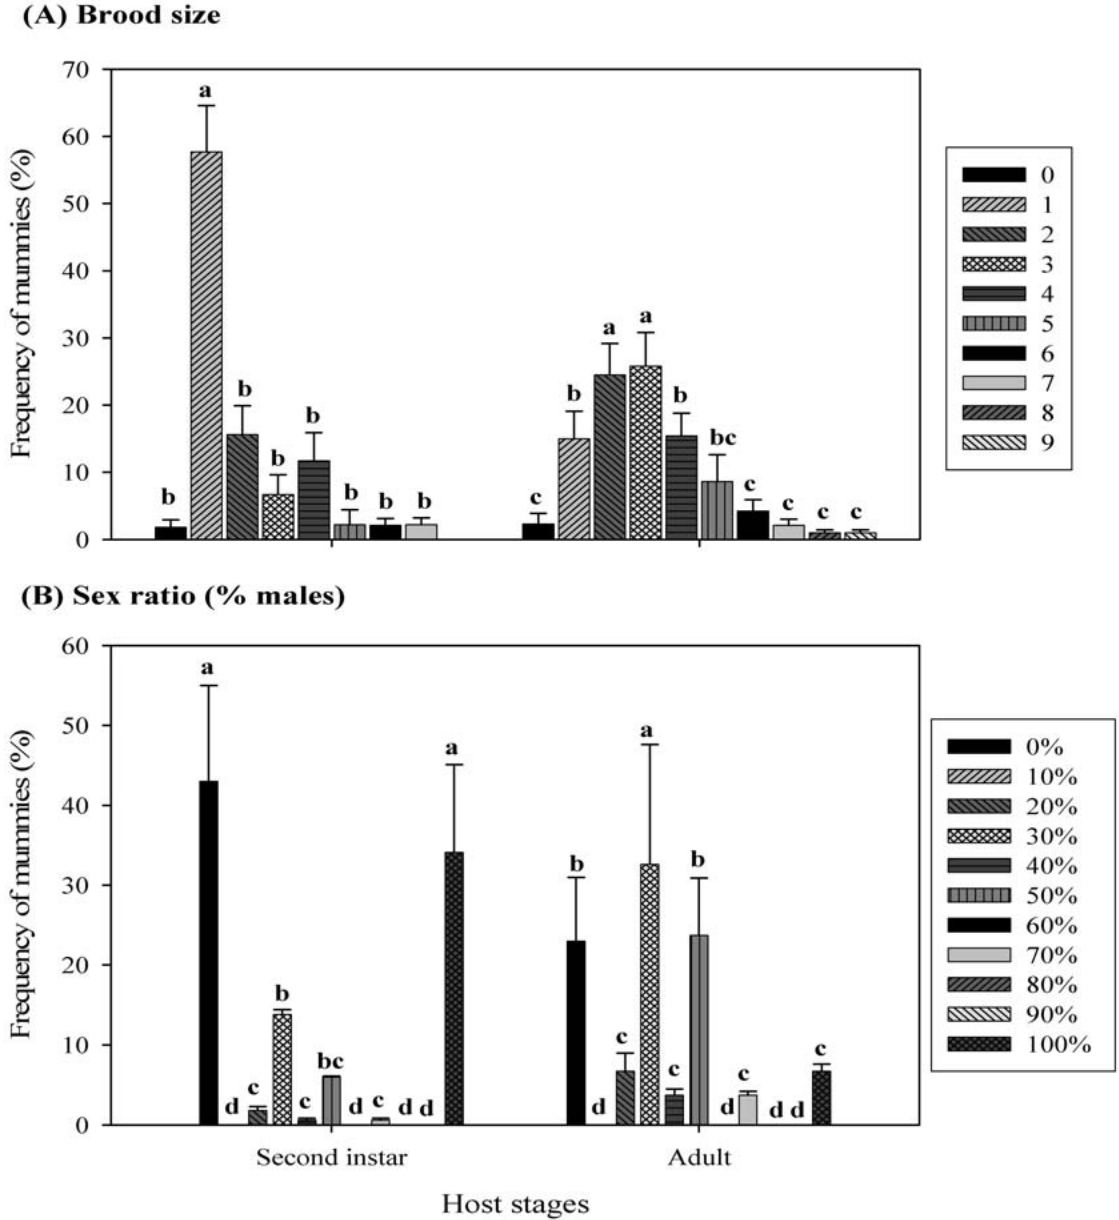 (A) Brood size
Frequency of mummies (%)
70
60
50
40
30
20
10
0
b
a
b
b
b
b
b
b
c
b
a
a
b
bc
c
c
c
c
0
1
2
3
4
5
6
7
8
9
(B) Sex ratio (% males)
Frequency of mummies (%)
60
50
40
30
20
10
0
a
d
c
b
c
bc
d
c
d
d
a
b
d
c
a
c
b
d
c
d
d
c
0%
10%
20%
30%
40%
50%
60%
70%
80%
90%
100%
Second instar
Adult
Host stages